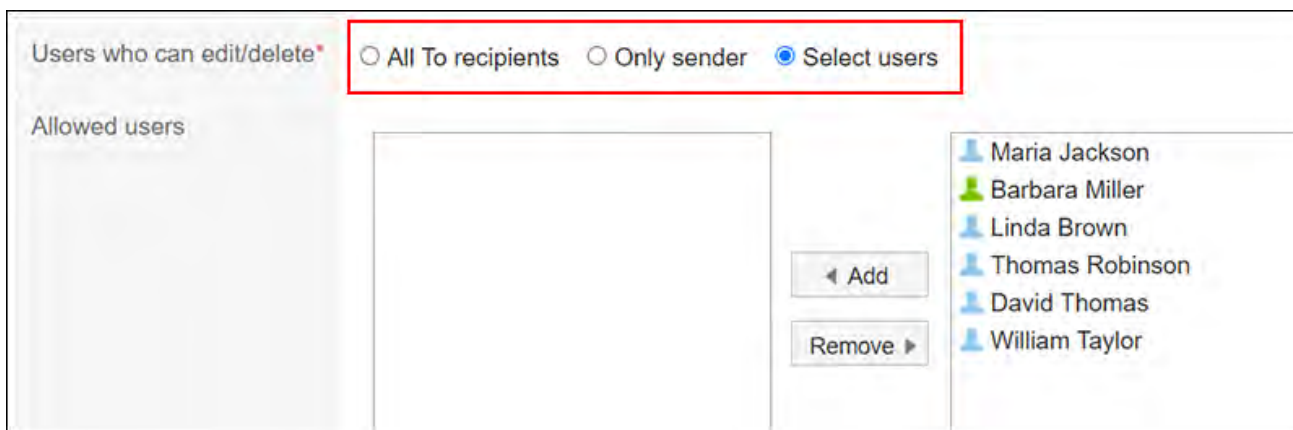 Users who can edit/delete* All To recipients Only sender Select users
Allowed users
Maria Jackson
Barbara Miller
Linda Brown
Thomas Robinson
David Thomas
William Taylor
Add
Remove